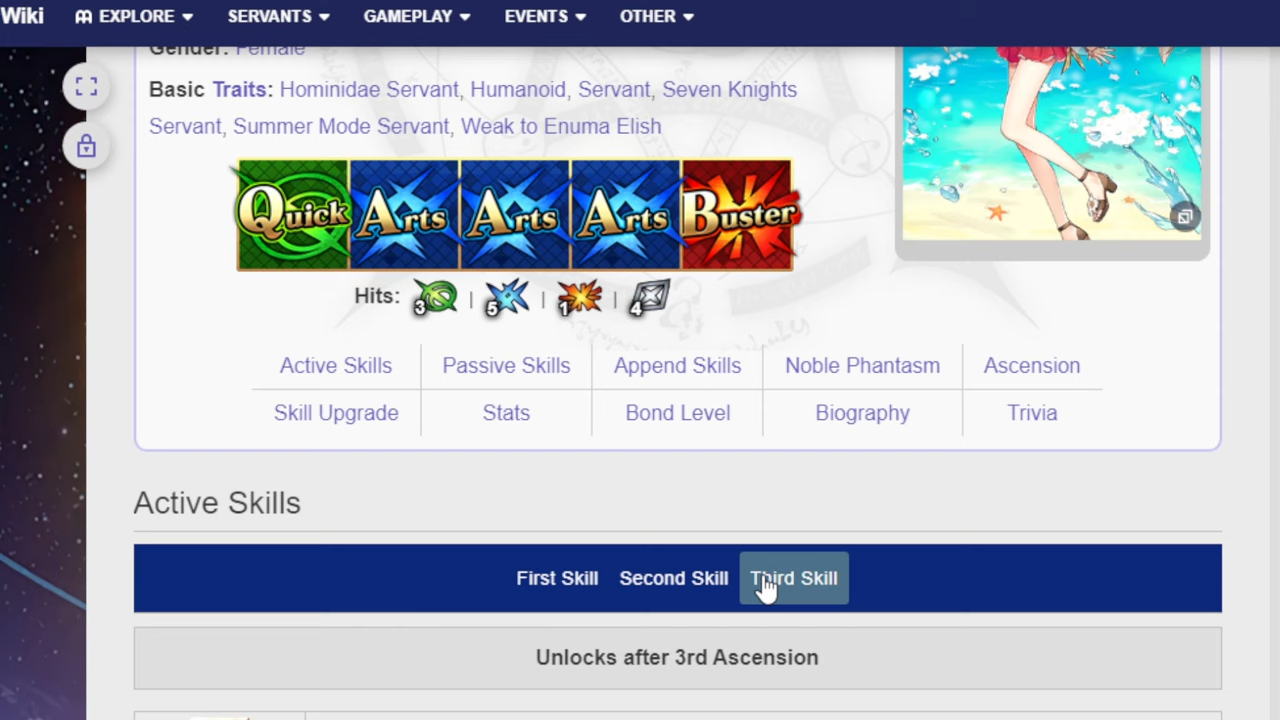 Wiki EXPLORE SERVANTS GAMEPLAY EVENTS OTHER
Gender: Female
Basic Traits: Hominidae Servant, Humanoid, Servant, Seven Knights
Servant, Summer Mode Servant, Weak to Enuma Elish
Quick Arts Arts Arts Buster
Hits: 3 | 5 | 1 | 4
Active Skills Passive Skills Append Skills Noble Phantasm Ascension
Skill Upgrade Stats Bond Level Biography Trivia
Active Skills
First Skill Second Skill Third Skill
Unlocks after 3rd Ascension